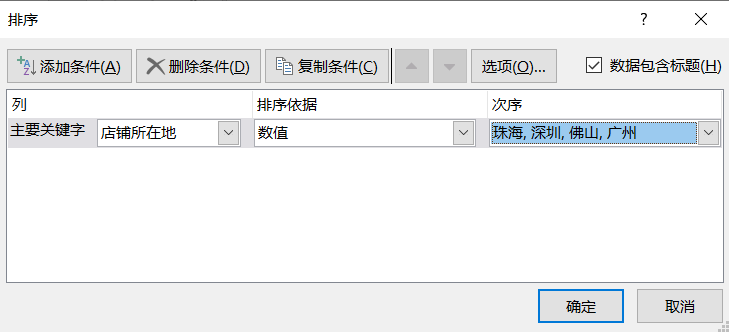 排序
添加条件(A) 删除条件(D) 复制条件(C) 选项(O)... 数据包含标题(H)
列 排序依据 次序
主要关键字 店铺所在地 数值 珠海, 深圳, 佛山, 广州
确定 取消